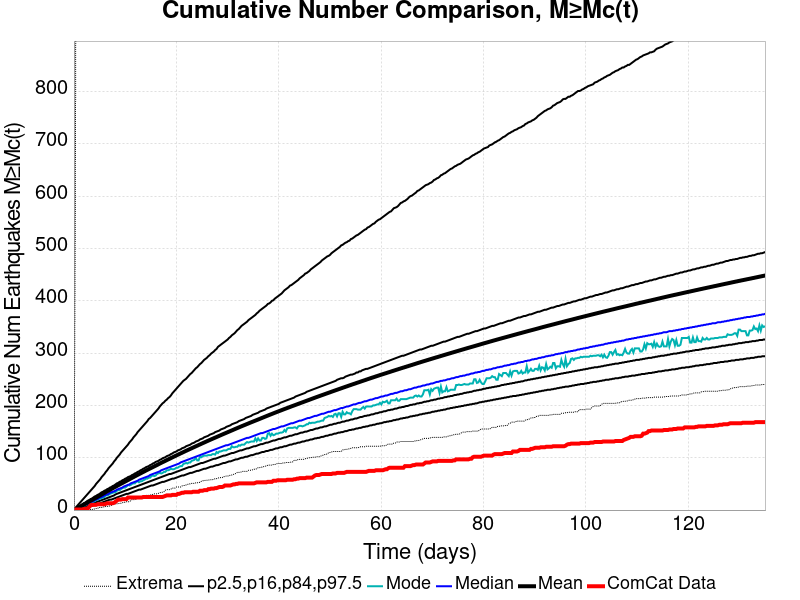 Cumulative Number Comparison, M≥Mc(t)
Cumulative Num Earthquakes M≥Mc(t)
800
700
600
500
400
300
200
100
0
0 20 40 60 80 100 120
Time (days)
Extrema p2.5,p16,p84,p97.5 Mode Median Mean ComCat Data